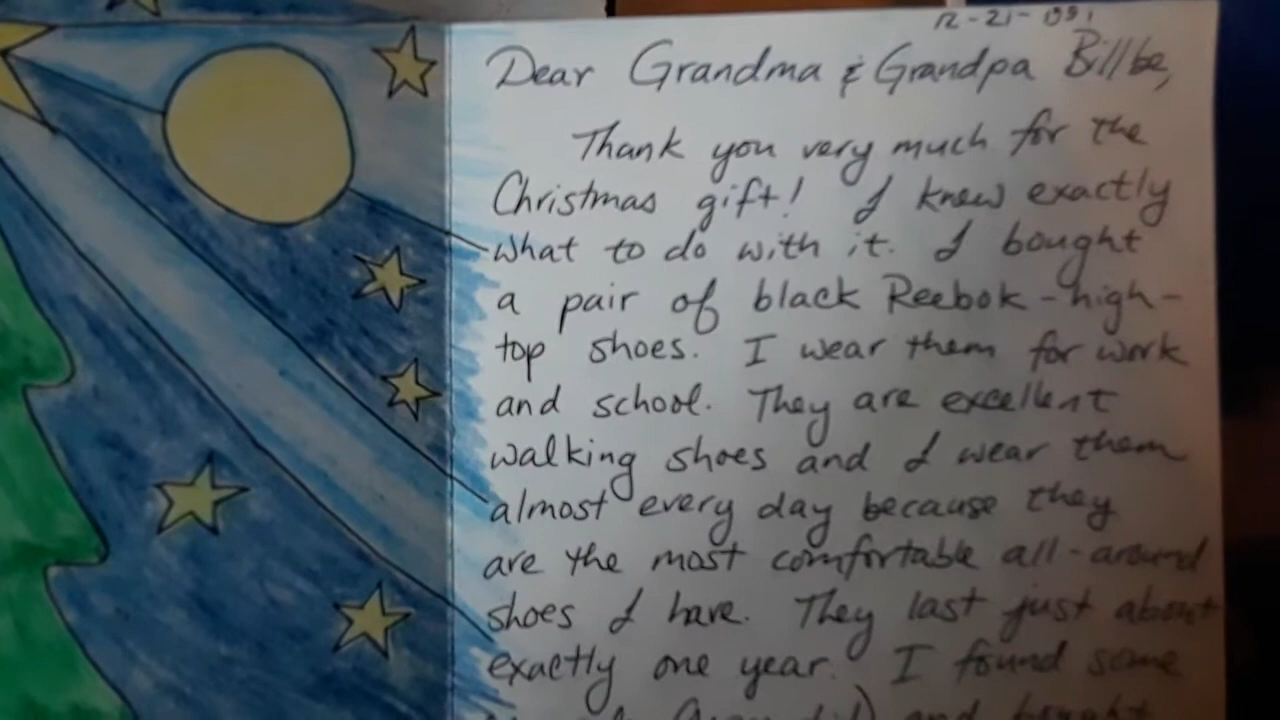 12-21-1991
Dear Grandma & Grandpa Billbe,
Thank you very much for the
Christmas gift! I knew exactly
what to do with it. I bought
a pair of black Reebok-high-
top shoes. I wear them for work
and school. They are excellent
walking shoes and I wear them
almost every day because they
are the most comfortable all-around
shoes I have. They last just about
exactly one year. I found some
and bought